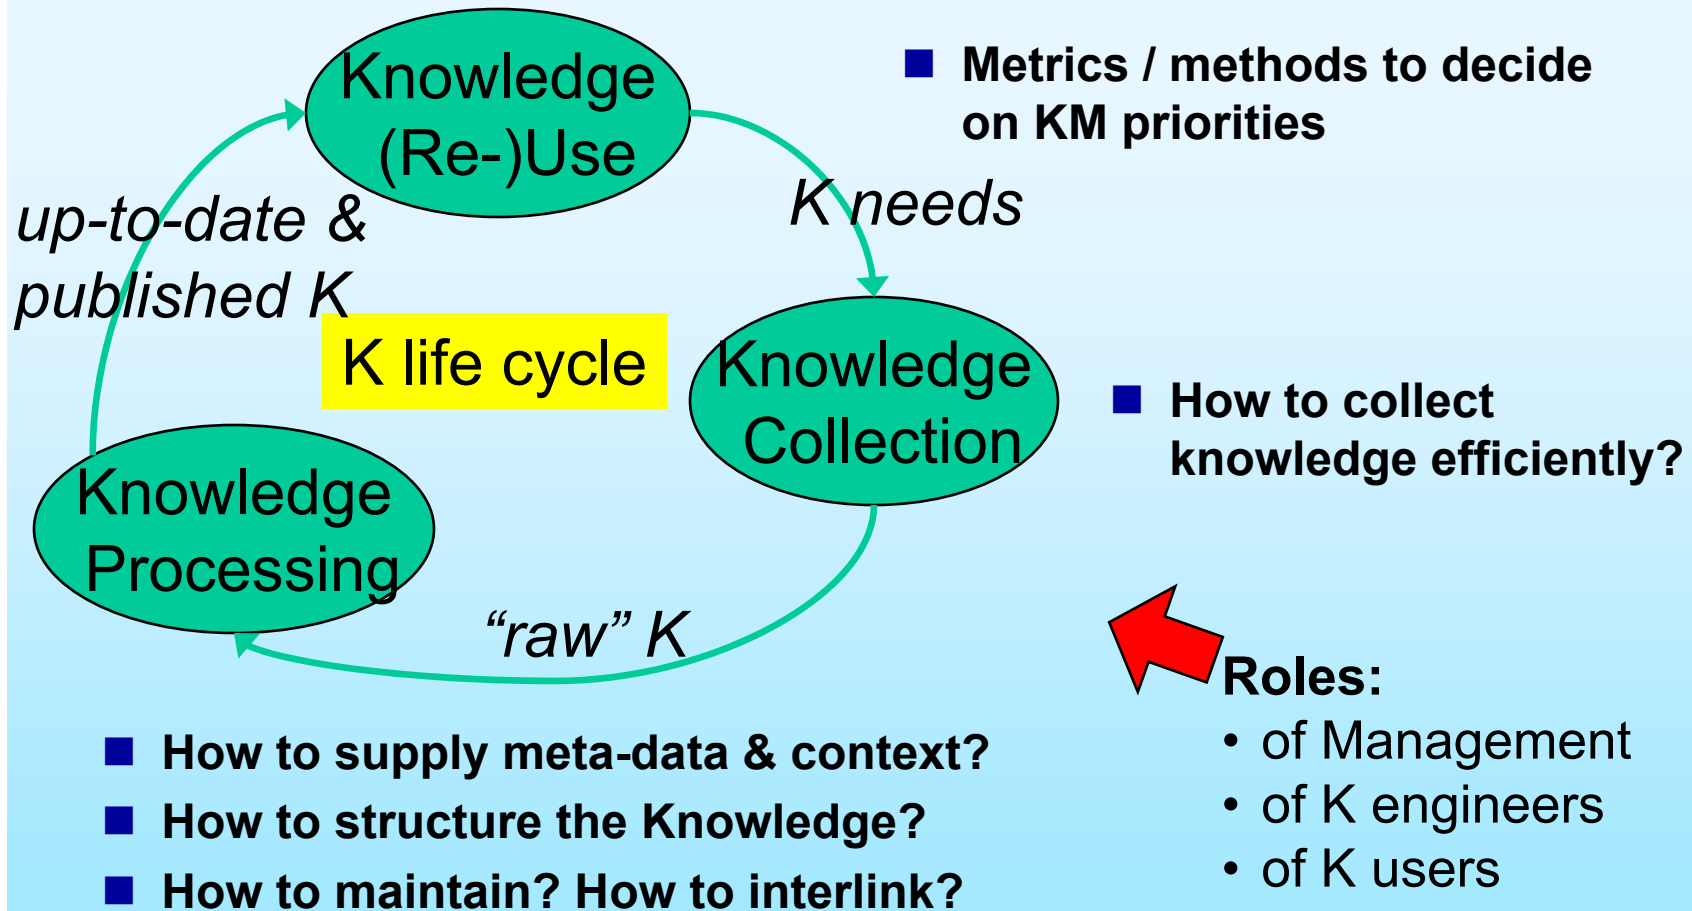 Knowledge
(Re-)Use
■ Metrics / methods to decide
on KM priorities
K needs
up-to-date &
published K
K life cycle
Knowledge
Collection
■ How to collect
knowledge efficiently?
Knowledge
Processing
“raw” K
Roles:
• of Management
• of K engineers
• of K users
■ How to supply meta-data & context?
■ How to structure the Knowledge?
■ How to maintain? How to interlink?